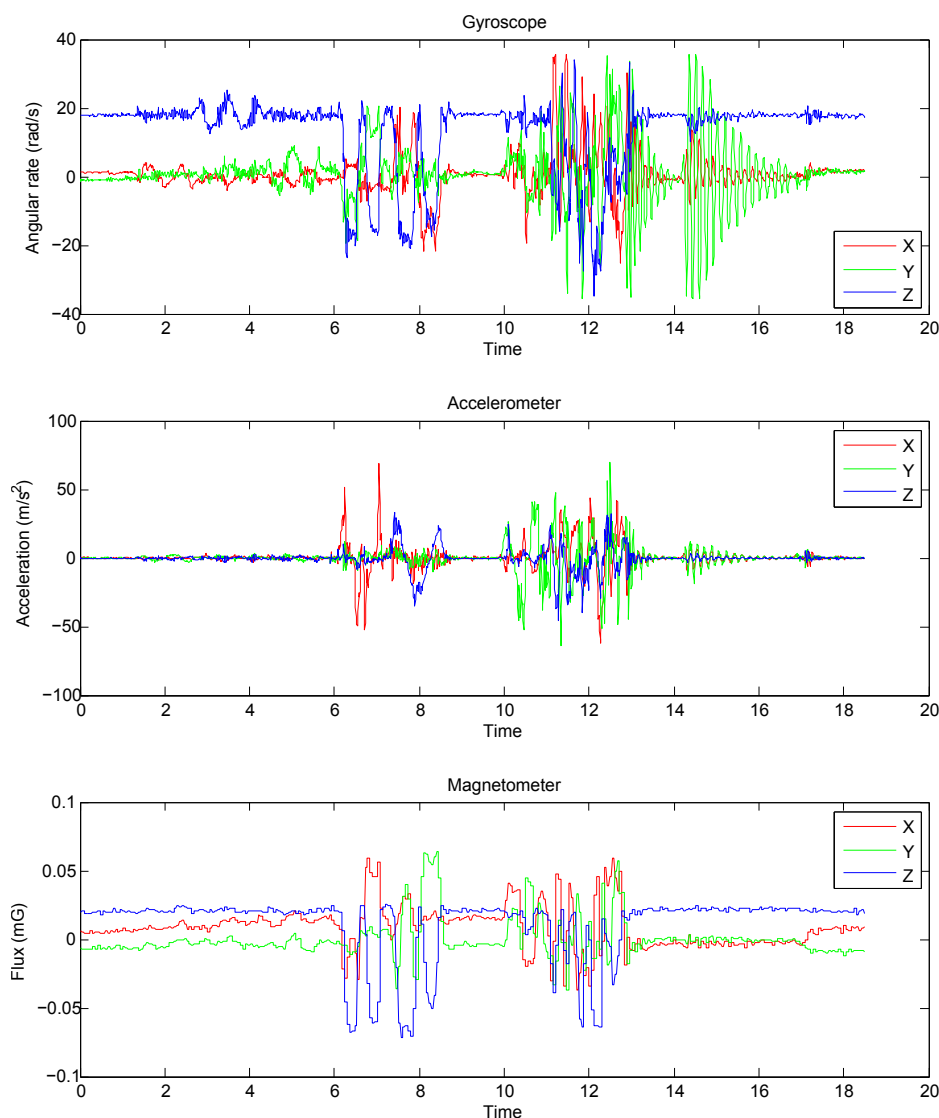 Gyroscope
40
20
0
−20
−40
Angular rate (rad/s)
X
Y
Z
0 2 4 6 8 10 12 14 16 18 20
Time
Accelerometer
100
50
0
−50
−100
Acceleration (m/s²)
X
Y
Z
0 2 4 6 8 10 12 14 16 18 20
Time
Magnetometer
0.1
0.05
0
−0.05
−0.1
Flux (mG)
X
Y
Z
0 2 4 6 8 10 12 14 16 18 20
Time